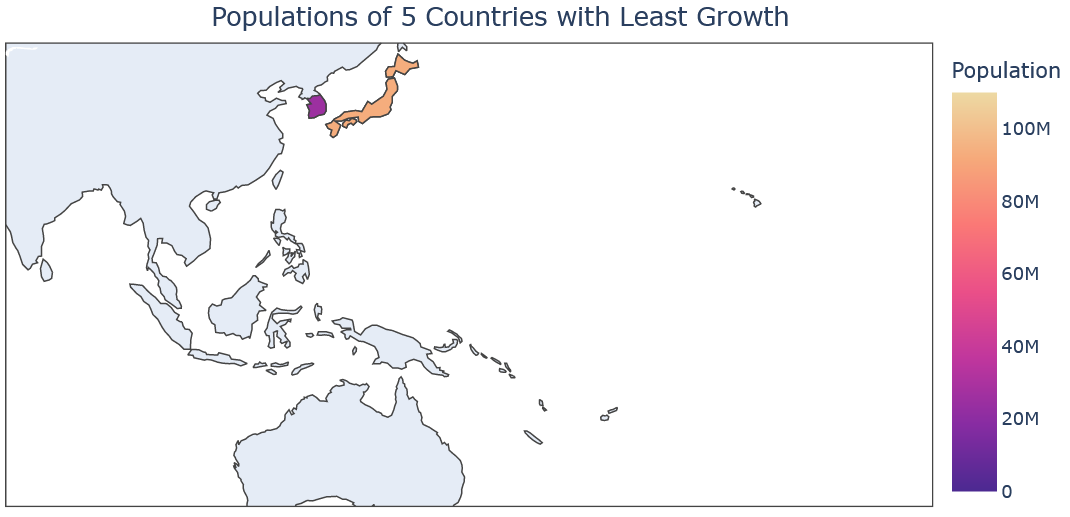 Populations of 5 Countries with Least Growth
Population
100M
80M
60M
40M
20M
0